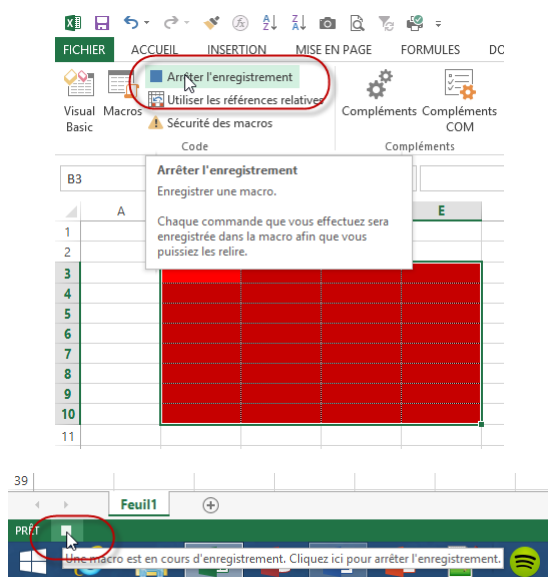 FICHIER ACCUEIL INSERTION MISE EN PAGE FORMULES DO
Arrêter l'enregistrement
Utiliser les références relatives
Sécurité des macros
Visual Basic
Macros
Compléments
Compléments COM
Code
Compléments
B3
Arrêter l'enregistrement
Enregistrer une macro.
Chaque commande que vous effectuez sera
enregistrée dans la macro afin que vous
puissiez les relire.
A E
1
2
3
4
5
6
7
8
9
10
11
39
Feuil1
PRÊT
Une macro est en cours d'enregistrement. Cliquez ici pour arrêter l'enregistrement.